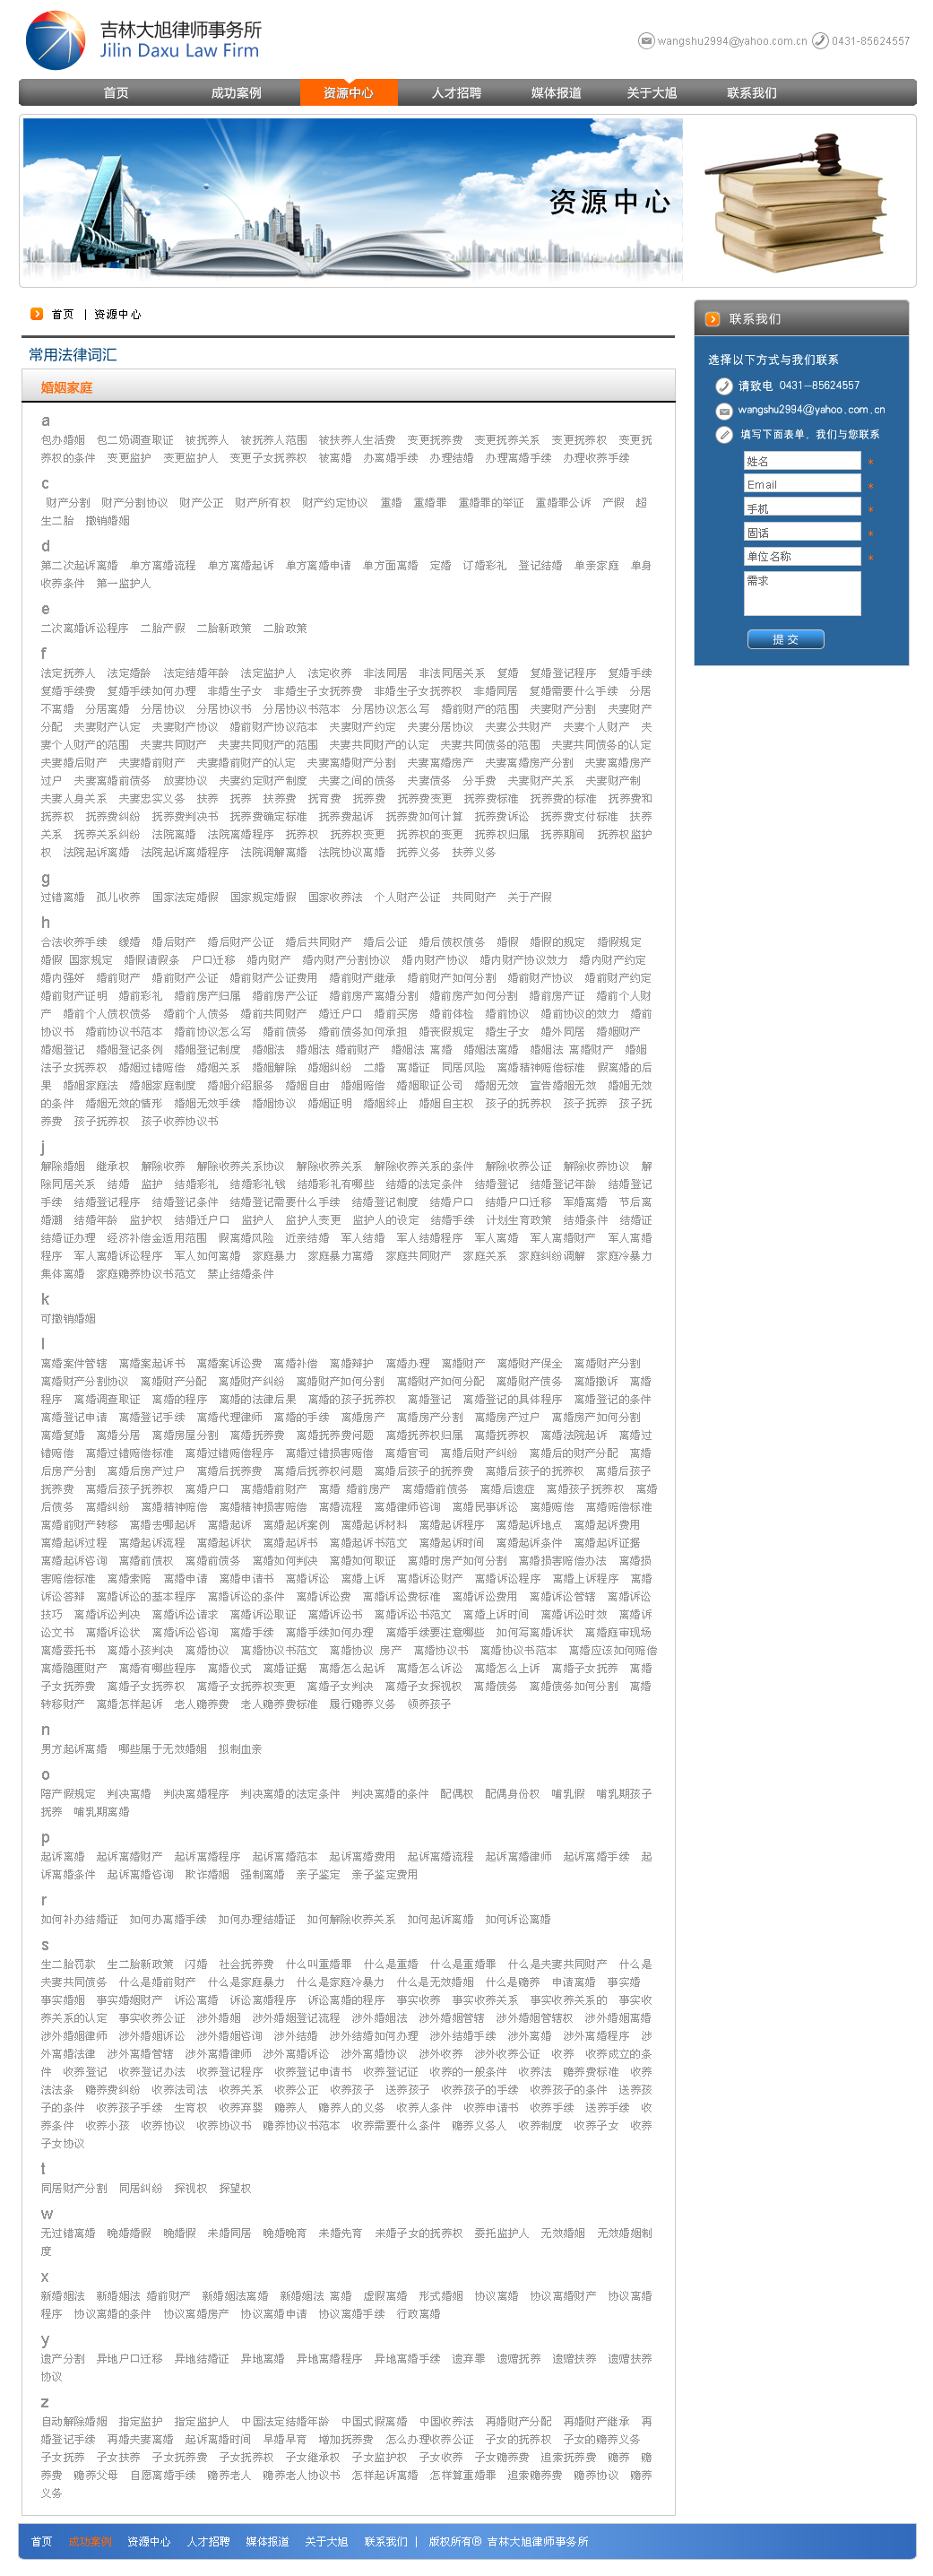 吉林大旭律师事务所
Jilin Daxu Law Firm
wangshu2994@yahoo.com.cn 0431-85624557
首页 成功案例 资源中心 人才招聘 媒体报道 关于大旭 联系我们
资源中心
首页 | 资源中心
常用法律词汇
婚姻家庭
a
包办婚姻 包二奶调查取证 被抚养人 被抚养人范围 被扶养人生活费 变更抚养费 变更抚养关系 变更抚养权 变更抚
养权的条件 变更监护 变更监护人 变更子女抚养权 被离婚 办离婚手续 办理结婚 办理离婚手续 办理收养手续
c
财产分割 财产分割协议 财产公正 财产所有权 财产约定协议 重婚 重婚罪 重婚罪的举证 重婚罪公诉 产假 超
生二胎 撤销婚姻
d
第二次起诉离婚 单方离婚流程 单方离婚起诉 单方离婚申请 单方面离婚 定婚 订婚彩礼 登记结婚 单亲家庭 单身
收养条件 第一监护人
e
二次离婚诉讼程序 二胎产假 二胎新政策 二胎政策
f
法定抚养人 法定婚龄 法定结婚年龄 法定监护人 法定收养 非法同居 非法同居关系 复婚 复婚登记程序 复婚手续
复婚手续费 复婚手续如何办理 非婚生子女 非婚生子女抚养费 非婚生子女抚养权 非婚同居 复婚需要什么手续 分居
不离婚 分居离婚 分居协议 分居协议书 分居协议书范本 分居协议怎么写 婚前财产的范围 夫妻财产分割 夫妻财产
分配 夫妻财产认定 夫妻财产协议 婚前财产协议范本 夫妻财产约定 夫妻分居协议 夫妻公共财产 夫妻个人财产 夫
妻个人财产的范围 夫妻共同财产 夫妻共同财产的范围 夫妻共同财产的认定 夫妻共同债务的范围 夫妻共同债务的认定
夫妻婚后财产 夫妻婚前财产 夫妻婚前财产的认定 夫妻离婚财产分割 夫妻离婚房产 夫妻离婚房产分割 夫妻离婚房产
过户 夫妻离婚前债务 放妻协议 夫妻约定财产制度 夫妻之间的债务 夫妻债务 分手费 夫妻财产关系 夫妻财产制
夫妻人身关系 夫妻忠实义务 扶养 抚养 扶养费 抚育费 抚养费 抚养费变更 抚养费标准 抚养费的标准 抚养费和
抚养权 抚养费纠纷 抚养费判决书 抚养费确定标准 抚养费起诉 抚养费如何计算 抚养费诉讼 抚养费支付标准 扶养
关系 抚养关系纠纷 法院离婚 法院离婚程序 抚养权 抚养权变更 抚养权的变更 抚养权归属 抚养期间 抚养权监护
权 法院起诉离婚 法院起诉离婚程序 法院调解离婚 法院协议离婚 抚养义务 扶养义务
g
过错离婚 孤儿收养 国家法定婚假 国家规定婚假 国家收养法 个人财产公证 共同财产 关于产假
h
合法收养手续 缓婚 婚后财产 婚后财产公证 婚后共同财产 婚后公证 婚后债权债务 婚假 婚假的规定 婚假规定
婚假 国家规定 婚假请假条 户口迁移 婚内财产 婚内财产分割协议 婚内财产协议 婚内财产协议效力 婚内财产约定
婚内强奸 婚前财产 婚前财产公证 婚前财产公证费用 婚前财产继承 婚前财产如何分割 婚前财产协议 婚前财产约定
婚前财产证明 婚前彩礼 婚前房产归属 婚前房产公证 婚前房产离婚分割 婚前房产如何分割 婚前房产证 婚前个人财
产 婚前个人债权债务 婚前个人债务 婚前共同财产 婚迁户口 婚前买房 婚前体检 婚前协议 婚前协议的效力 婚前
协议书 婚前协议书范本 婚前协议怎么写 婚前债务 婚前债务如何承担 婚丧假规定 婚生子女 婚外同居 婚姻财产
婚姻登记 婚姻登记条例 婚姻登记制度 婚姻法 婚姻法 婚前财产 婚姻法 离婚 婚姻法离婚 婚姻法 离婚财产 婚姻
法子女抚养权 婚姻过错赔偿 婚姻关系 婚姻解除 婚姻纠纷 二婚 离婚证 同居风险 离婚精神赔偿标准 假离婚的后
果 婚姻家庭法 婚姻家庭制度 婚姻介绍服务 婚姻自由 婚姻赔偿 婚姻取证公司 婚姻无效 宣告婚姻无效 婚姻无效
的条件 婚姻无效的情形 婚姻无效手续 婚姻协议 婚姻证明 婚姻终止 婚姻自主权 孩子的抚养权 孩子抚养 孩子抚
养费 孩子抚养权 孩子收养协议书
j
解除婚姻 继承权 解除收养 解除收养关系协议 解除收养关系 解除收养关系的条件 解除收养公证 解除收养协议 解
除同居关系 结婚 监护 结婚彩礼 结婚彩礼钱 结婚彩礼有哪些 结婚的法定条件 结婚登记 结婚登记年龄 结婚登记
手续 结婚登记程序 结婚登记条件 结婚登记需要什么手续 结婚登记制度 结婚户口 结婚户口迁移 军婚离婚 节后离
婚潮 结婚年龄 监护权 结婚迁户口 监护人 监护人变更 监护人的设定 结婚手续 计划生育政策 结婚条件 结婚证
结婚证办理 经济补偿金适用范围 假离婚风险 近亲结婚 军人结婚 军人结婚程序 军人离婚 军人离婚财产 军人离婚
程序 军人离婚诉讼程序 军人如何离婚 家庭暴力 家庭暴力离婚 家庭共同财产 家庭关系 家庭纠纷调解 家庭冷暴力
集体离婚 家庭赡养协议书范文 禁止结婚条件
k
可撤销婚姻
l
离婚案件管辖 离婚案起诉书 离婚案诉讼费 离婚补偿 离婚辩护 离婚办理 离婚财产 离婚财产保全 离婚财产分割
离婚财产分割协议 离婚财产分配 离婚财产纠纷 离婚财产如何分割 离婚财产如何分配 离婚财产债务 离婚撤诉 离婚
程序 离婚调查取证 离婚的程序 离婚的法律后果 离婚的孩子抚养权 离婚登记 离婚登记的具体程序 离婚登记的条件
离婚登记申请 离婚登记手续 离婚代理律师 离婚的手续 离婚房产 离婚房产分割 离婚房产过户 离婚房产如何分割
离婚复婚 离婚分居 离婚房屋分割 离婚抚养费 离婚抚养费问题 离婚抚养权归属 离婚抚养权 离婚法院起诉 离婚过
错赔偿 离婚过错赔偿标准 离婚过错赔偿程序 离婚过错损害赔偿 离婚官司 离婚后财产纠纷 离婚后的财产分配 离婚
后房产分割 离婚后房产过户 离婚后抚养费 离婚后抚养权问题 离婚后孩子的抚养费 离婚后孩子的抚养权 离婚后孩子
抚养费 离婚后孩子抚养权 离婚户口 离婚婚前财产 离婚 婚前房产 离婚婚前债务 离婚后遗症 离婚孩子抚养权 离婚
后债务 离婚纠纷 离婚精神赔偿 离婚精神损害赔偿 离婚流程 离婚律师咨询 离婚民事诉讼 离婚赔偿 离婚赔偿标准
离婚前财产转移 离婚去哪起诉 离婚起诉 离婚起诉案例 离婚起诉材料 离婚起诉程序 离婚起诉地点 离婚起诉费用
离婚起诉过程 离婚起诉流程 离婚起诉状 离婚起诉书 离婚起诉书范文 离婚起诉时间 离婚起诉条件 离婚起诉证据
离婚起诉咨询 离婚前债权 离婚前债务 离婚如何判决 离婚如何取证 离婚时房产如何分割 离婚损害赔偿办法 离婚损
害赔偿标准 离婚索赔 离婚申请 离婚申请书 离婚诉讼 离婚上诉 离婚诉讼财产 离婚诉讼程序 离婚上诉程序 离婚
诉讼答辩 离婚诉讼的基本程序 离婚诉讼的条件 离婚诉讼费 离婚诉讼费标准 离婚诉讼费用 离婚诉讼管辖 离婚诉讼
技巧 离婚诉讼判决 离婚诉讼请求 离婚诉讼取证 离婚诉讼书 离婚诉讼书范文 离婚上诉时间 离婚诉讼时效 离婚诉
讼文书 离婚诉讼状 离婚诉讼咨询 离婚手续 离婚手续如何办理 离婚手续要注意哪些 如何写离婚诉状 离婚庭审现场
离婚委托书 离婚小孩判决 离婚协议 离婚协议书范文 离婚协议 房产 离婚协议书 离婚协议书范本 离婚应该如何赔偿
离婚隐匿财产 离婚有哪些程序 离婚仪式 离婚证据 离婚怎么起诉 离婚怎么诉讼 离婚怎么上诉 离婚子女抚养 离婚
子女抚养费 离婚子女抚养权 离婚子女抚养权变更 离婚子女判决 离婚子女探视权 离婚债务 离婚债务如何分割 离婚
转移财产 离婚怎样起诉 老人赡养费 老人赡养费标准 履行赡养义务 领养孩子
n
男方起诉离婚 哪些属于无效婚姻 拟制血亲
o
陪产假规定 判决离婚 判决离婚程序 判决离婚的法定条件 判决离婚的条件 配偶权 配偶身份权 哺乳假 哺乳期孩子
抚养 哺乳期离婚
p
起诉离婚 起诉离婚财产 起诉离婚程序 起诉离婚范本 起诉离婚费用 起诉离婚流程 起诉离婚律师 起诉离婚手续 起
诉离婚条件 起诉离婚咨询 欺诈婚姻 强制离婚 亲子鉴定 亲子鉴定费用
r
如何补办结婚证 如何办离婚手续 如何办理结婚证 如何解除收养关系 如何起诉离婚 如何诉讼离婚
s
生二胎罚款 生二胎新政策 闪婚 社会抚养费 什么叫重婚罪 什么是重婚 什么是重婚罪 什么是夫妻共同财产 什么是
夫妻共同债务 什么是婚前财产 什么是家庭暴力 什么是家庭冷暴力 什么是无效婚姻 什么是赡养 申请离婚 事实婚
事实婚姻 事实婚姻财产 诉讼离婚 诉讼离婚程序 诉讼离婚的程序 事实收养 事实收养关系 事实收养关系的 事实收
养关系的认定 事实收养公证 涉外婚姻 涉外婚姻登记流程 涉外婚姻法 涉外婚姻管辖 涉外婚姻管辖权 涉外婚姻离婚
涉外婚姻律师 涉外婚姻诉讼 涉外婚姻咨询 涉外结婚 涉外结婚如何办理 涉外结婚手续 涉外离婚 涉外离婚程序 涉
外离婚法律 涉外离婚管辖 涉外离婚律师 涉外离婚诉讼 涉外离婚协议 涉外收养 涉外收养公证 收养 收养成立的条
件 收养登记 收养登记办法 收养登记程序 收养登记申请书 收养登记证 收养的一般条件 收养法 赡养费标准 收养
法法条 赡养费纠纷 收养法司法 收养关系 收养公正 收养孩子 送养孩子 收养孩子的手续 收养孩子的条件 送养孩
子的条件 收养孩子手续 生育权 收养弃婴 赡养人 赡养人的义务 收养人条件 收养申请书 收养手续 送养手续 收
养条件 收养小孩 收养协议 收养协议书 赡养协议书范本 收养需要什么条件 赡养义务人 收养制度 收养子女 收养
子女协议
t
同居财产分割 同居纠纷 探视权 探望权
w
无过错离婚 晚婚婚假 晚婚假 未婚同居 晚婚晚育 未婚先育 未婚子女的抚养权 委托监护人 无效婚姻 无效婚姻制
度
x
新婚姻法 新婚姻法 婚前财产 新婚姻法离婚 新婚姻法 离婚 虚假离婚 形式婚姻 协议离婚 协议离婚财产 协议离婚
程序 协议离婚的条件 协议离婚房产 协议离婚申请 协议离婚手续 行政离婚
y
遗产分割 异地户口迁移 异地结婚证 异地离婚 异地离婚程序 异地离婚手续 遗弃罪 遗赠抚养 遗赠扶养 遗赠扶养
协议
z
自动解除婚姻 指定监护 指定监护人 中国法定结婚年龄 中国式假离婚 中国收养法 再婚财产分配 再婚财产继承 再
婚登记手续 再婚夫妻离婚 起诉离婚时间 早婚早育 增加抚养费 怎么办理收养公证 子女的抚养权 子女的赡养义务
子女抚养 子女扶养 子女抚养费 子女抚养权 子女继承权 子女监护权 子女收养 子女赡养费 追索抚养费 赡养 赡
养费 赡养父母 自愿离婚手续 赡养老人 赡养老人协议书 怎样起诉离婚 怎样算重婚罪 追索赡养费 赡养协议 赡养
义务
联系我们
选择以下方式与我们联系
请致电 0431-85624557
wangshu2994@yahoo.com.cn
填写下面表单，我们与您联系
姓名 *
Email *
手机 *
固话 *
单位名称 *
需求
提 交
首页 成功案例 资源中心 人才招聘 媒体报道 关于大旭 联系我们 | 版权所有® 吉林大旭律师事务所